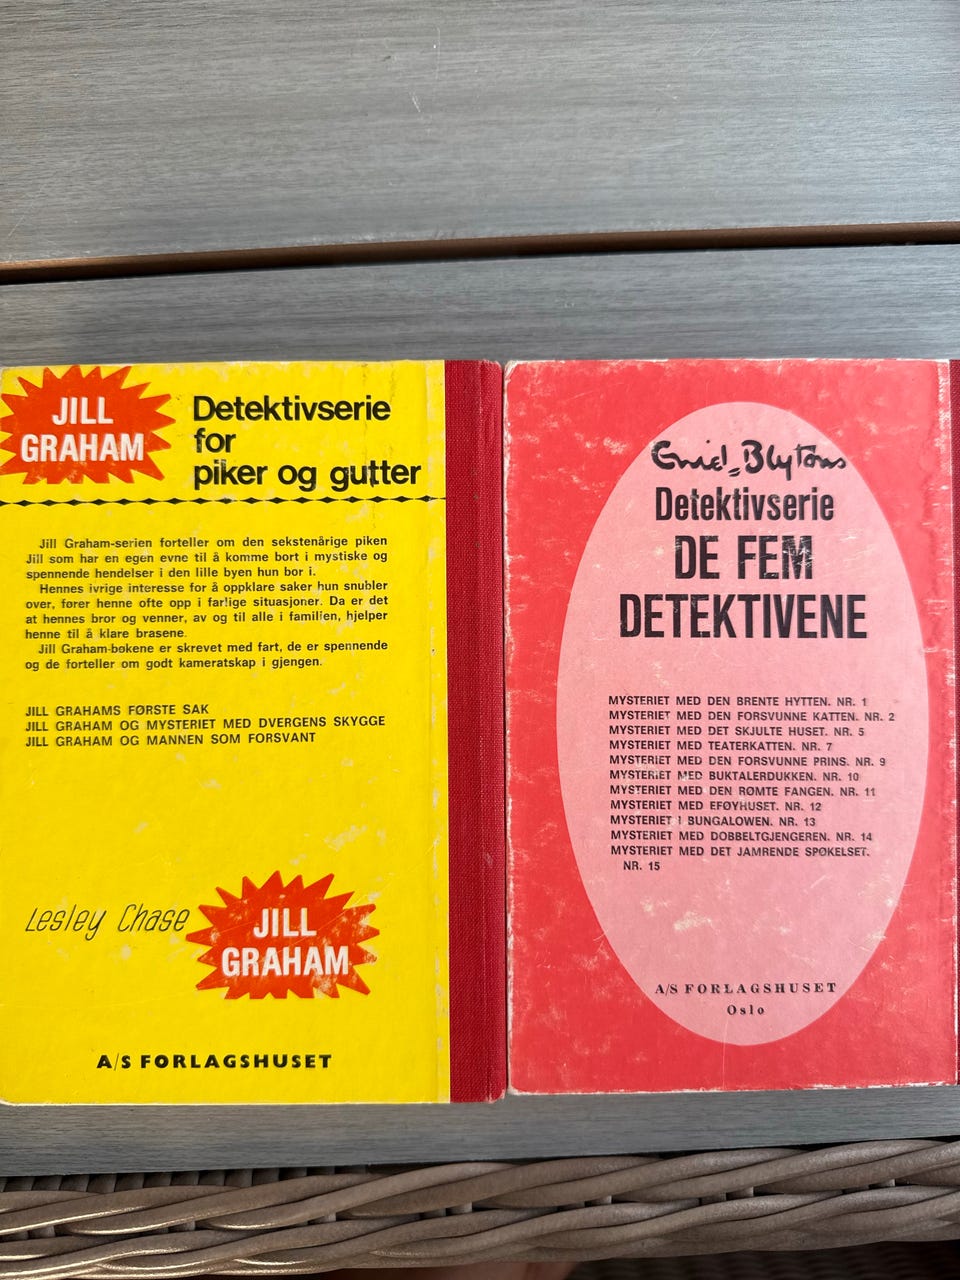 JILL
GRAHAM
Detektivserie
for
piker og gutter
Jill Graham-serien forteller om den sekstenårige piken
Jill som har en egen evne til å komme bort i mystiske og
spennende hendelser i den lille byen hun bor i.
Hennes ivrige interesse for å oppklare saker hun snubler
over, fører henne ofte opp i farlige situasjoner. Da er det
at hennes bror og venner, av og til alle i familien, hjelper
henne til å klare brasene.
Jill Graham-bøkene er skrevet med fart, de er spennende
og de forteller om godt kameratskap i gjengen.
JILL GRAHAMS FØRSTE SAK
JILL GRAHAM OG MYSTERIET MED DVERGENS SKYGGE
JILL GRAHAM OG MANNEN SOM FORSVANT
Lesley Chase
JILL
GRAHAM
A/S FORLAGSHUSET
Enid Blytons
Detektivserie
DE FEM
DETEKTIVENE
MYSTERIET MED DEN BRENTE HYTTEN. NR. 1
MYSTERIET MED DEN FORSVUNNE KATTEN. NR. 2
MYSTERIET MED DET SKJULTE HUSET. NR. 5
MYSTERIET MED TEATERKATTEN. NR. 7
MYSTERIET MED DEN FORSVUNNE PRINS. NR. 9
MYSTERIET MED BUKTALERDUKKEN. NR. 10
MYSTERIET MED DEN RØMTE FANGEN. NR. 11
MYSTERIET MED EFØYHUSET. NR. 12
MYSTERIET I BUNGALOWEN. NR. 13
MYSTERIET MED DOBBELTGJENGEREN. NR. 14
MYSTERIET MED DET JAMRENDE SPØKELSET.
NR. 15
A/S FORLAGSHUSET
Oslo